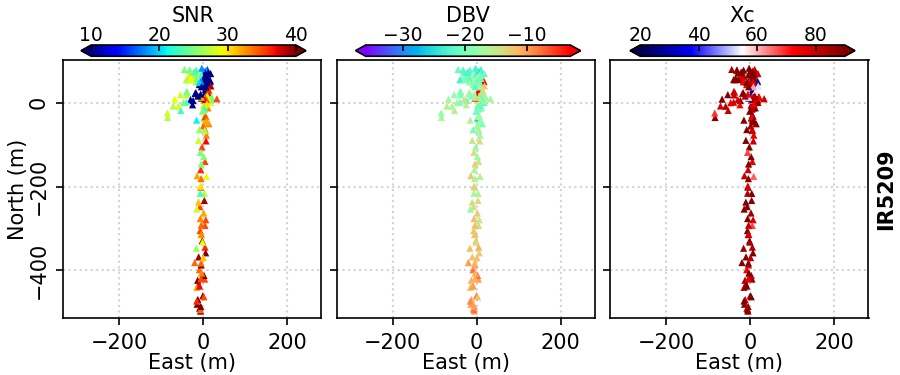 SNR DBV Xc
10 20 30 40 −30 −20 −10 20 40 60 80
North (m)
0
−200
−400
IR5209
−200 0 200 −200 0 200 −200 0 200
East (m) East (m) East (m)